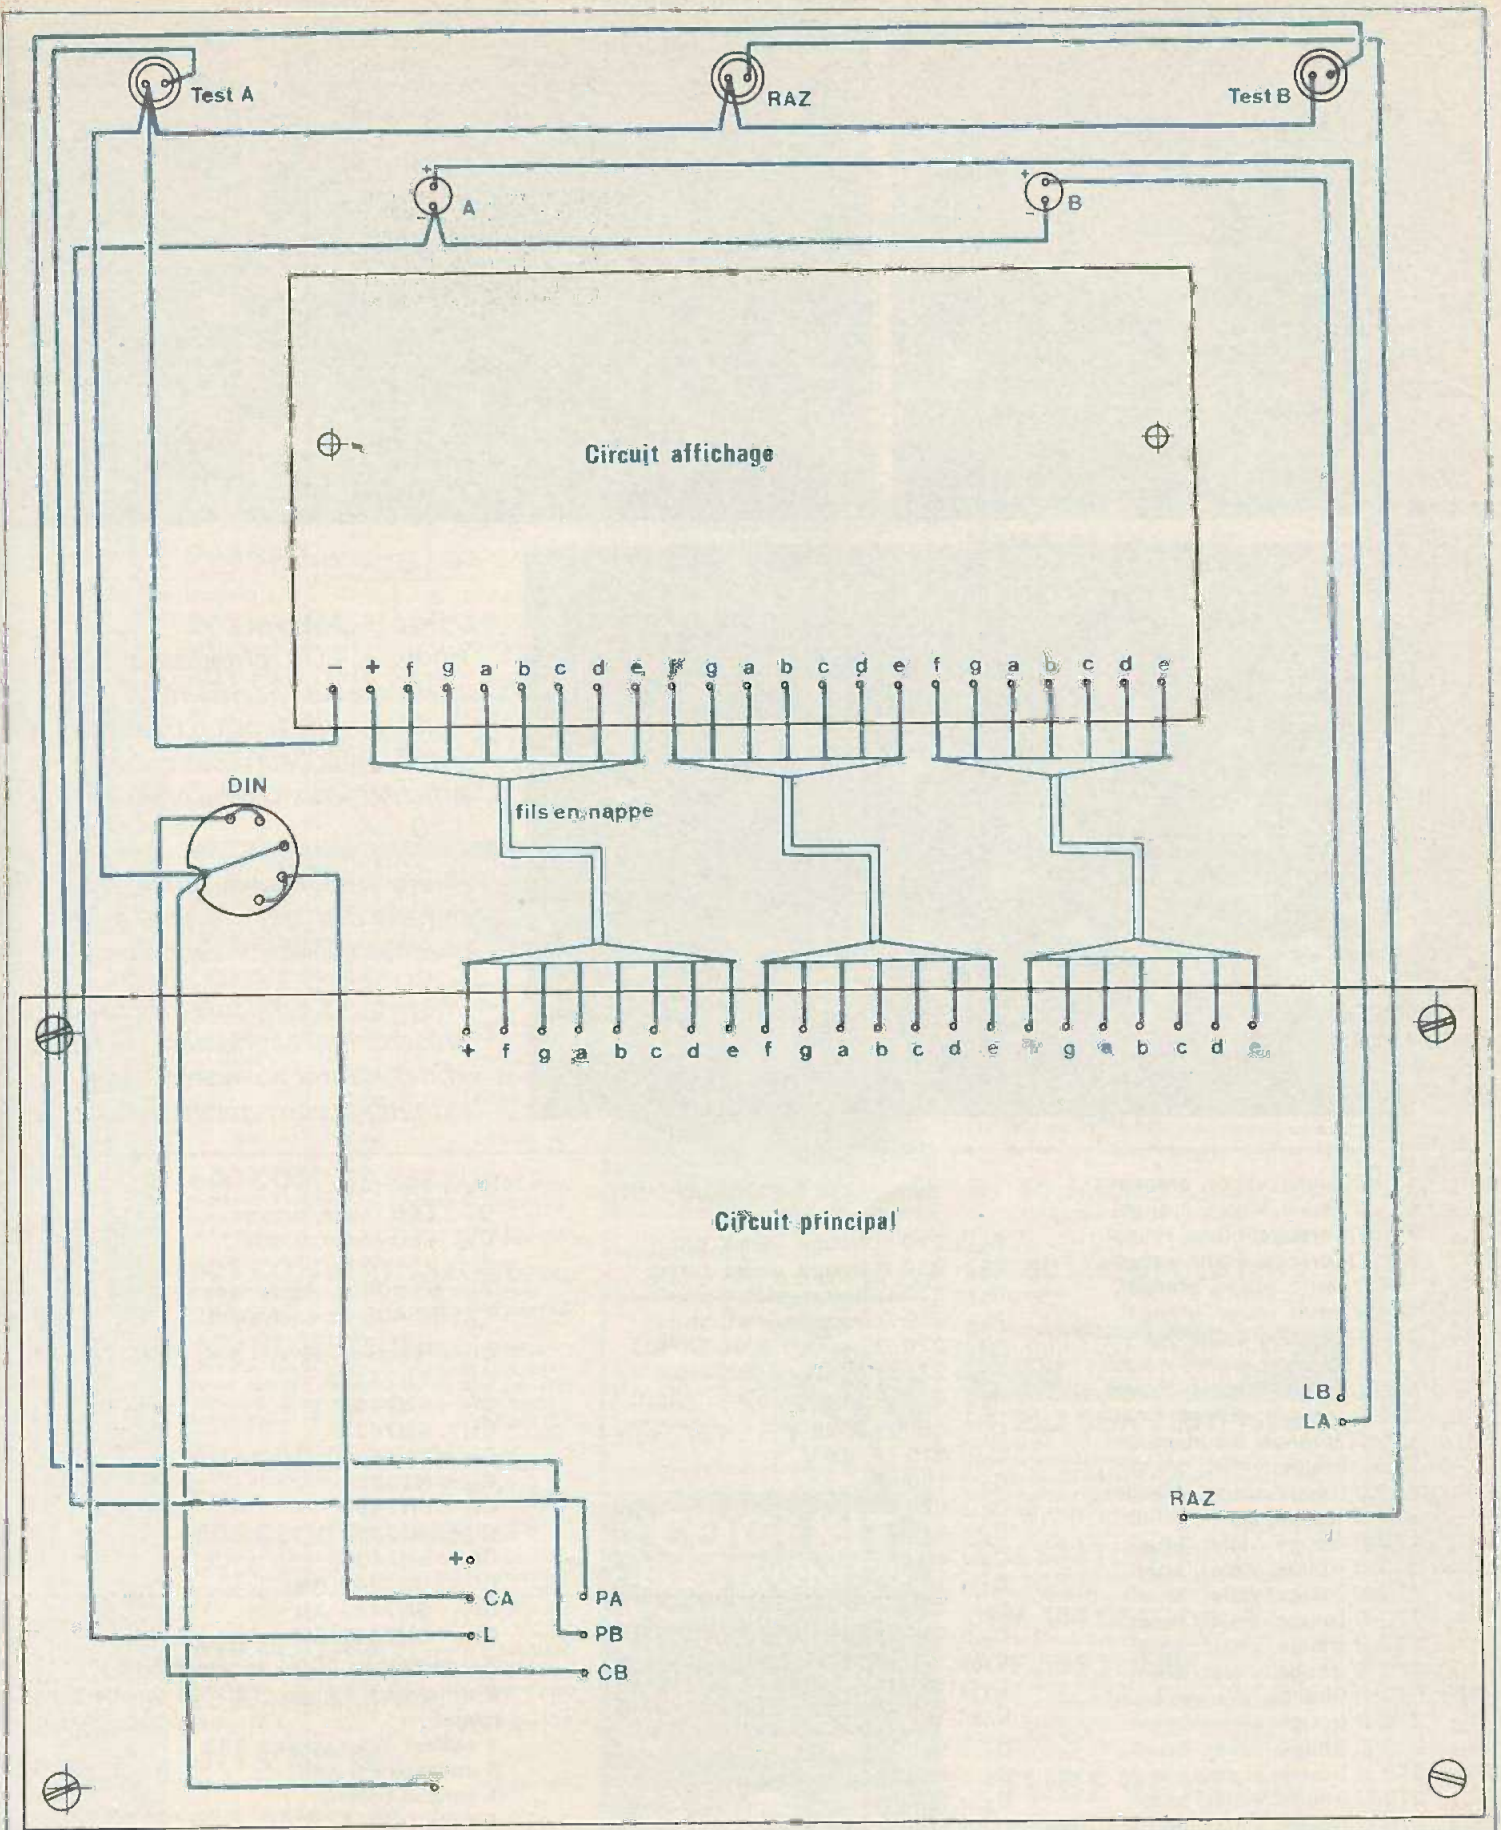 Test A
RAZ
Test B
+
A
-
+
B
-
Circuit affichage
- + f g a b c d e f g a b c d e f g a b c d e
DIN
fils en nappe
+ f g a b c d e f g a b c d e g a b c d e
Circuit principal
LB
LA
RAZ
+
CA
PA
L
PB
CB